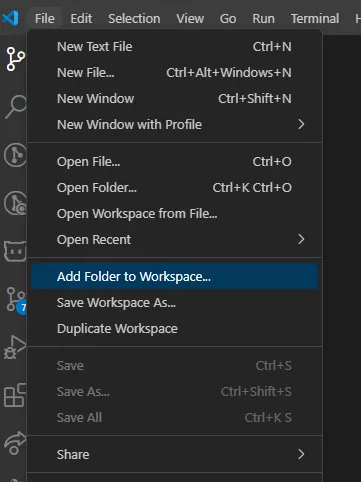 File Edit Selection View Go Run Terminal
New Text File Ctrl+N
New File... Ctrl+Alt+Windows+N
New Window Ctrl+Shift+N
New Window with Profile
Open File... Ctrl+O
Open Folder... Ctrl+K Ctrl+O
Open Workspace from File...
Open Recent
Add Folder to Workspace...
Save Workspace As...
7
Duplicate Workspace
Save Ctrl+S
Save As... Ctrl+Shift+S
Save All Ctrl+K S
Share